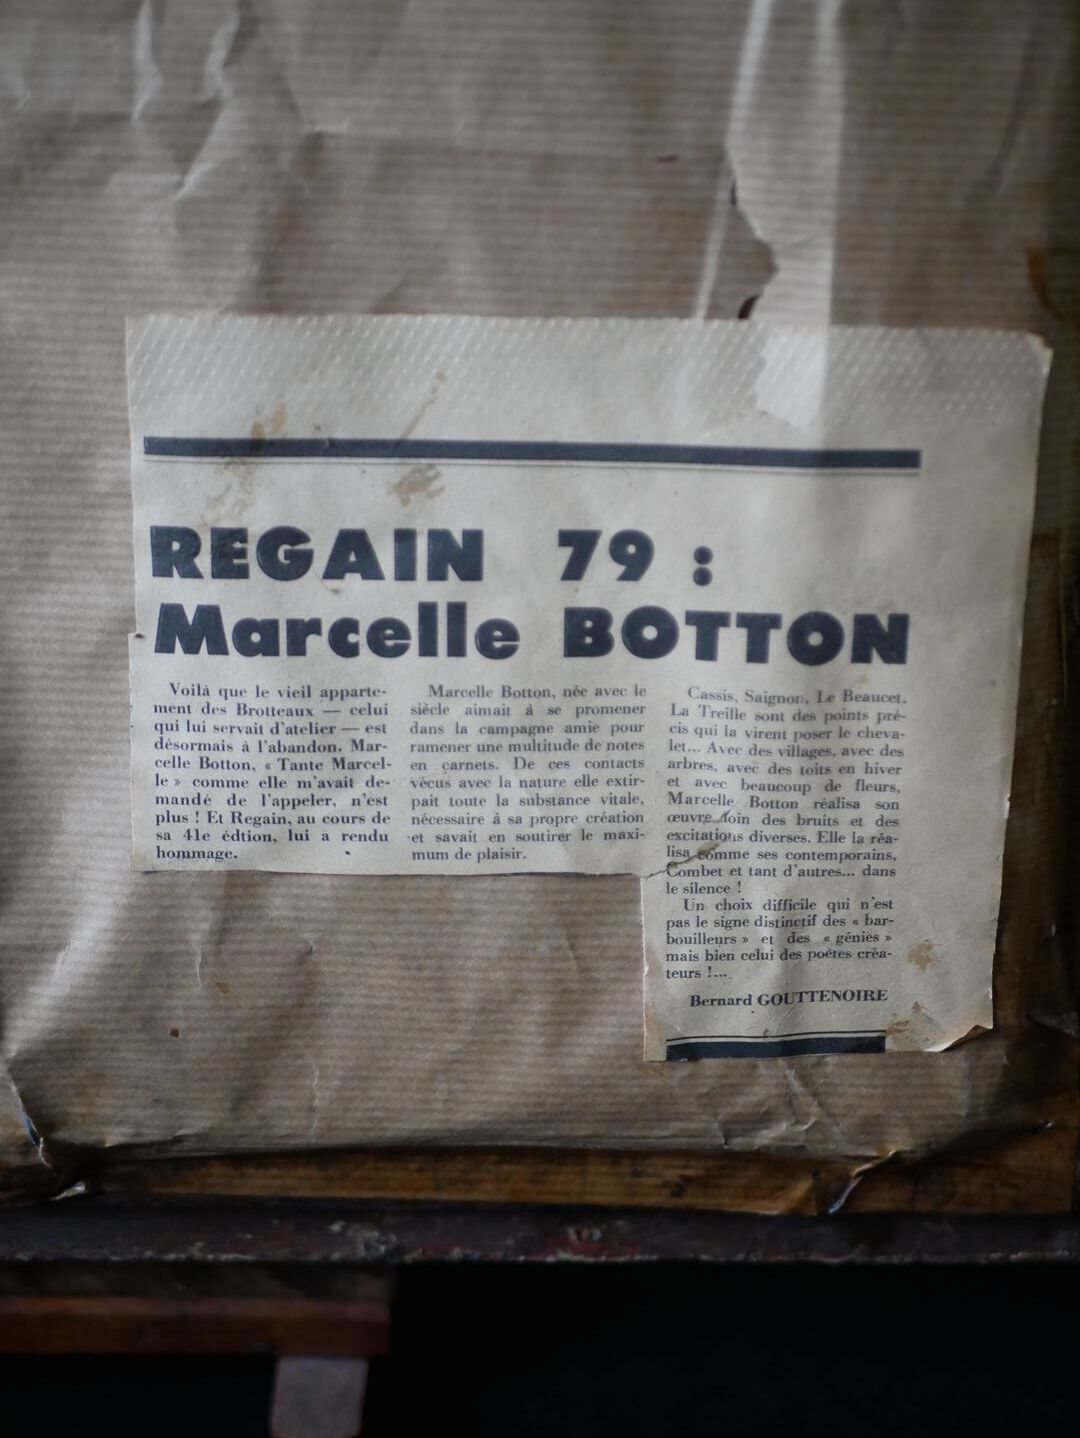 REGAIN 79 :
Marcelle BOTTON
Voilà que le vieil apparte-
ment des Brotteaux — celui
qui lui servait d'atelier — est
désormais à l'abandon. Mar-
celle Botton, « Tante Marcel-
le » comme elle m'avait de-
mandé de l'appeler, n'est
plus ! Et Regain, au cours de
sa 41e édtion, lui a rendu
hommage.
Marcelle Botton, née avec le
siècle aimait à se promener
dans la campagne amie pour
ramener une multitude de notes
en carnets. De ces contacts
vécus avec la nature elle extir-
pait toute la substance vitale,
nécessaire à sa propre création
et savait en soutirer le maxi-
mum de plaisir.
Cassis, Saignon, Le Beaucet,
La Treille sont des points pré-
cis qui la virent poser le cheva-
let... Avec des villages, avec des
arbres, avec des toits en hiver
et avec beaucoup de fleurs,
Marcelle Botton réalisa son
œuvre loin des bruits et des
excitations diverses. Elle la réa-
lisa comme ses contemporains,
Combet et tant d'autres... dans
le silence !
Un choix difficile qui n'est
pas le signe distinctif des « bar-
bouilleurs » et des « génies »
mais bien celui des poètes créa-
teurs !...
Bernard GOUTTENOIRE